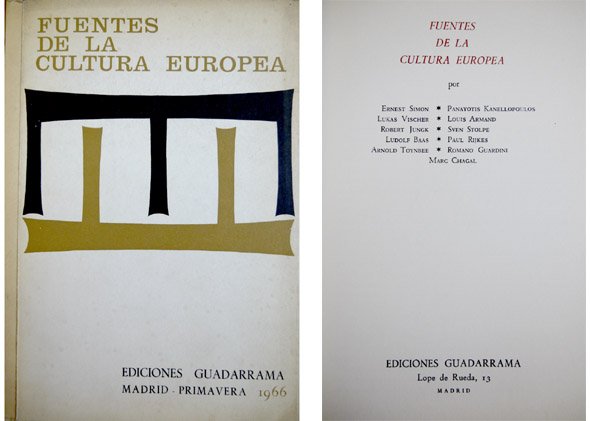 FUENTES
DE LA
CULTURA EUROPEA
EDICIONES GUADARRAMA
MADRID - PRIMAVERA 1966
FUENTES
DE LA
CULTURA EUROPEA
por
Ernest Simon * Panayotis Kanellopoulos
Lukas Vischer * Louis Armand
Robert Jungk * Sven Stolpe
Ludolf Baas * Paul Rijkes
Arnold Toynbee * Romano Guardini
Marc Chagal
EDICIONES GUADARRAMA
Lope de Rueda, 13
MADRID